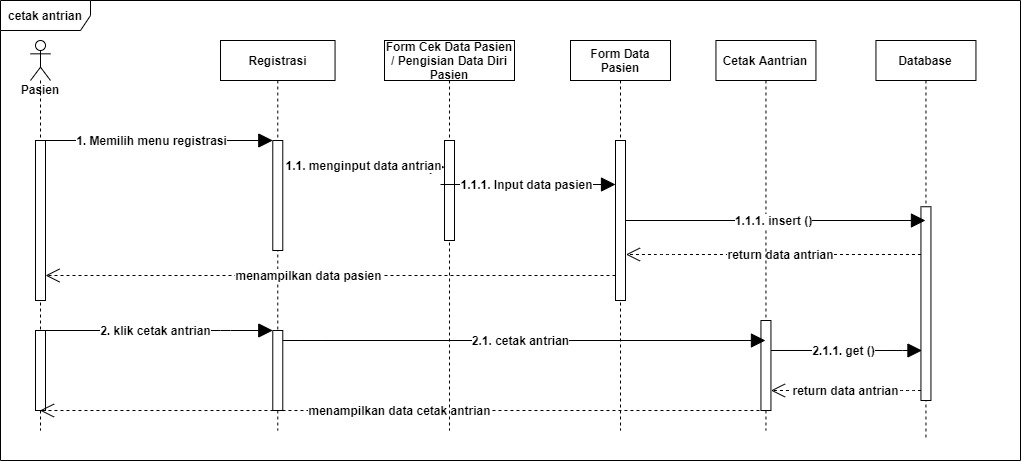 cetak antrian
Pasien
Registrasi
Form Cek Data Pasien
/ Pengisian Data Diri
Pasien
Form Data
Pasien
Cetak Aantrian
Database
1. Memilih menu registrasi
1.1. menginput data antrian
1.1.1. Input data pasien
1.1.1. insert ()
return data antrian
menampilkan data pasien
2. klik cetak antrian
2.1. cetak antrian
2.1.1. get ()
return data antrian
menampilkan data cetak antrian